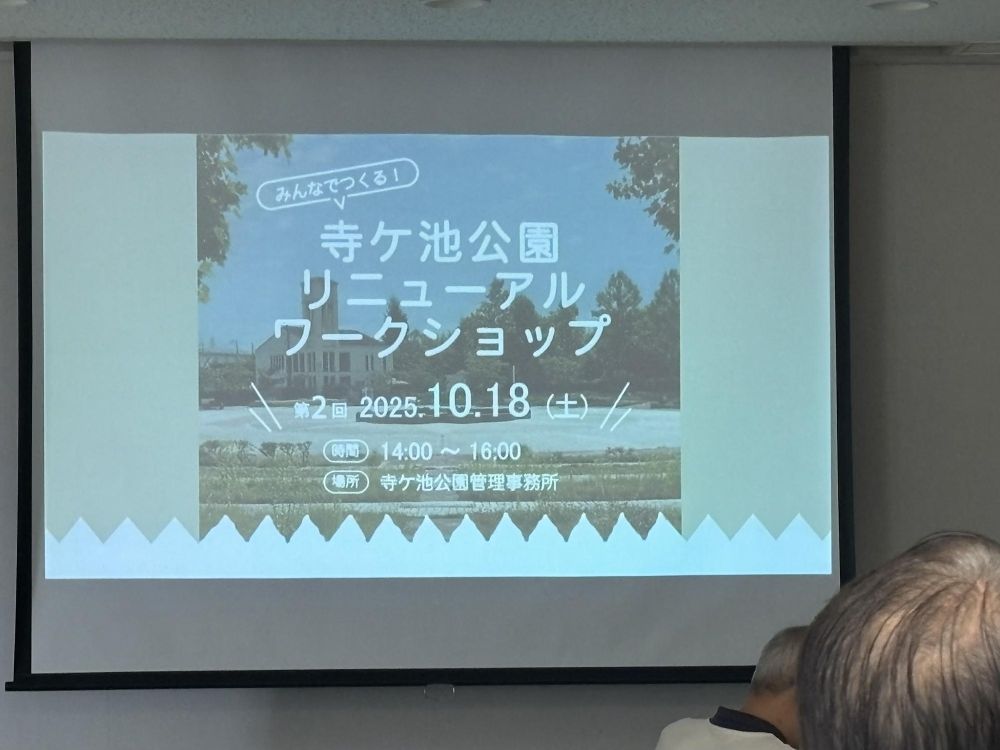 みんなでつくる！
寺ケ池公園
リニューアル
ワークショップ
第2回 2025.10.18（土）
時間 14:00 ～ 16:00
場所 寺ケ池公園管理事務所